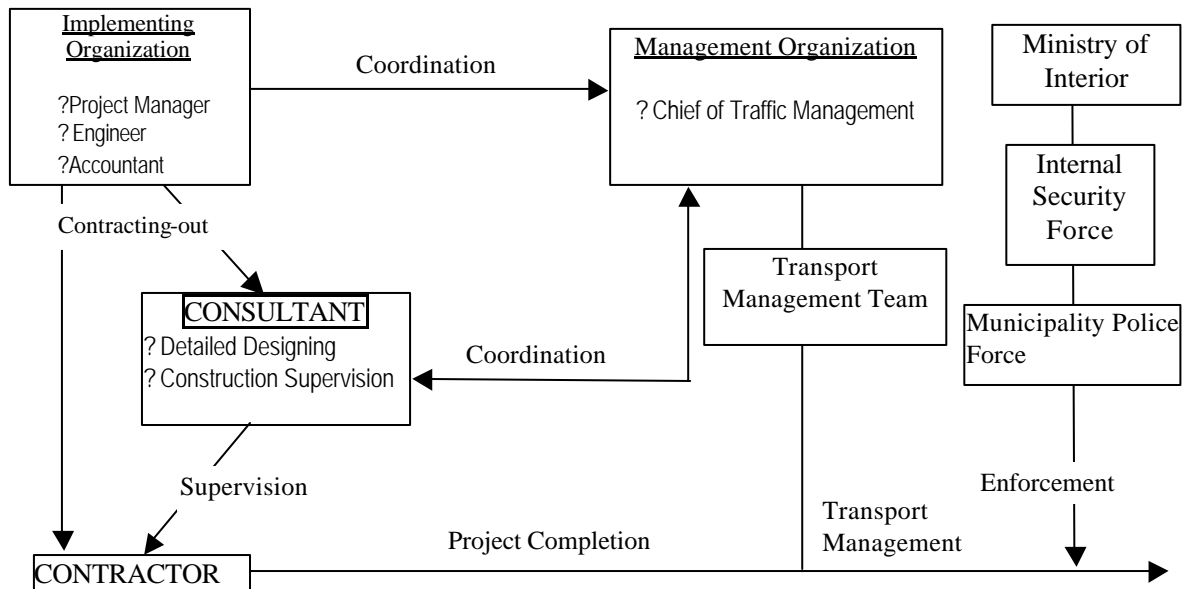 Implementing
Organization
?Project Manager
? Engineer
?Accountant
Coordination
Management Organization
? Chief of Traffic Management
Ministry of
Interior
Internal
Security
Force
Contracting-out
Transport
Management Team
CONSULTANT
? Detailed Designing
? Construction Supervision
Coordination
Municipality Police
Force
Supervision
Enforcement
Project Completion
Transport
Management
CONTRACTOR